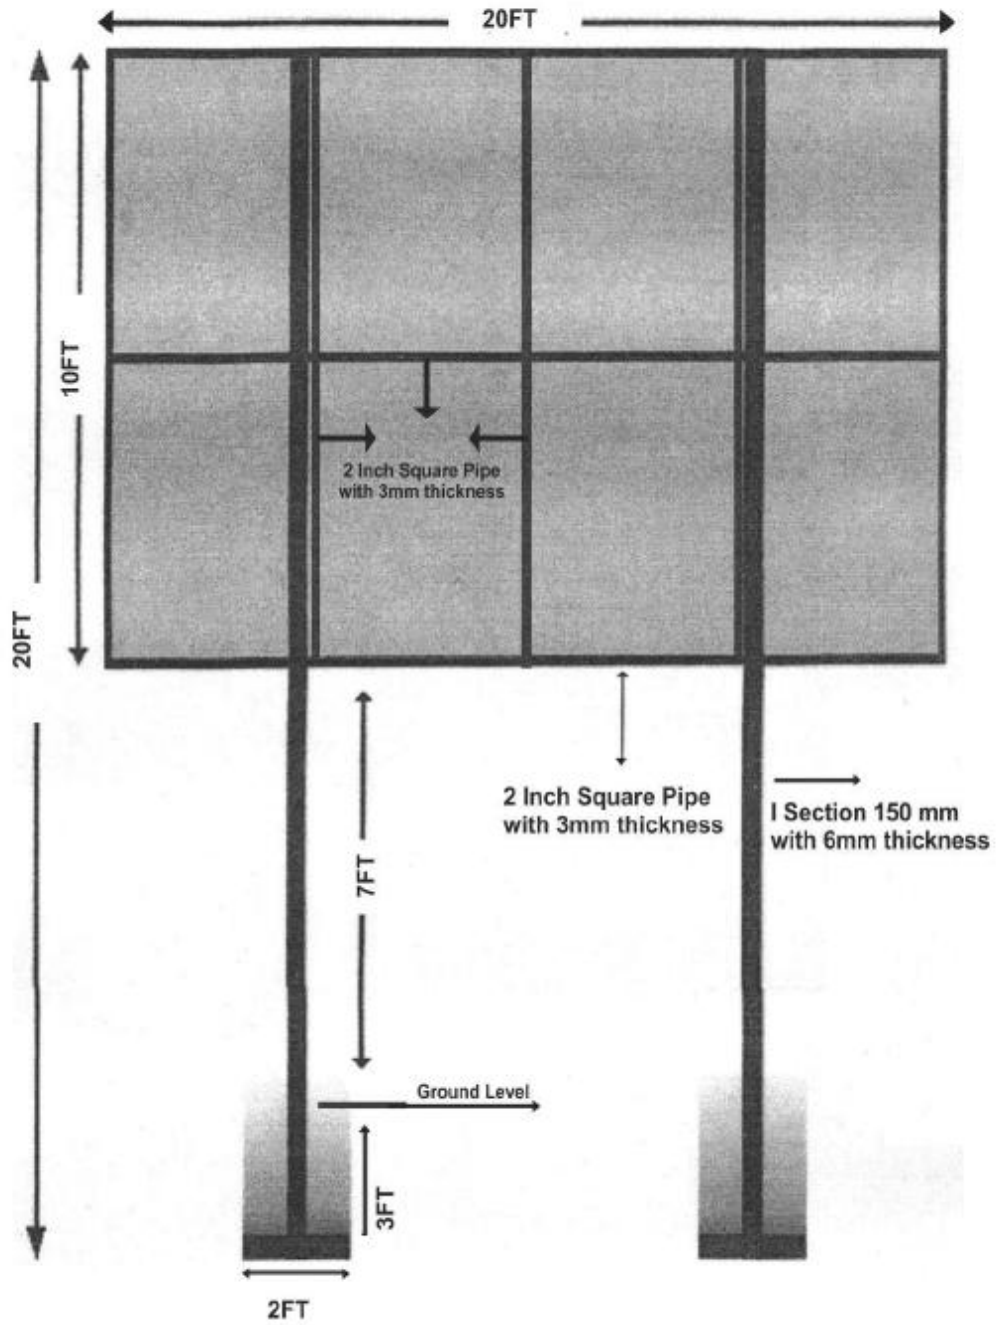 20FT
10FT
20FT
2 Inch Square Pipe
with 3mm thickness
2 Inch Square Pipe
with 3mm thickness
I Section 150 mm
with 6mm thickness
7FT
Ground Level
3FT
2FT